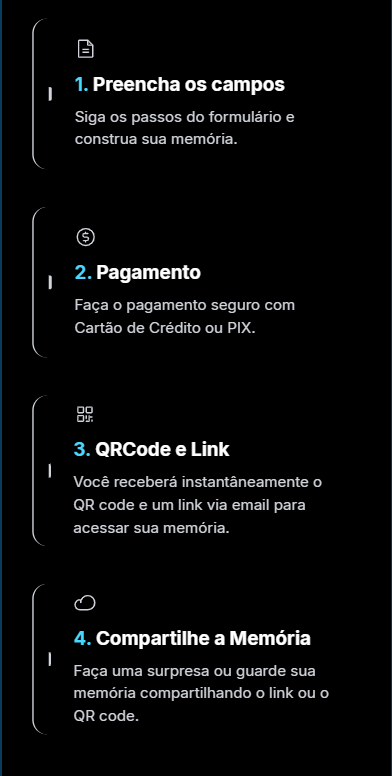 1. Preencha os campos
Siga os passos do formulário e
construa sua memória.
2. Pagamento
Faça o pagamento seguro com
Cartão de Crédito ou PIX.
3. QRCode e Link
Você receberá instantâneamente o
QR code e um link via email para
acessar sua memória.
4. Compartilhe a Memória
Faça uma surpresa ou guarde sua
memória compartilhando o link ou o
QR code.